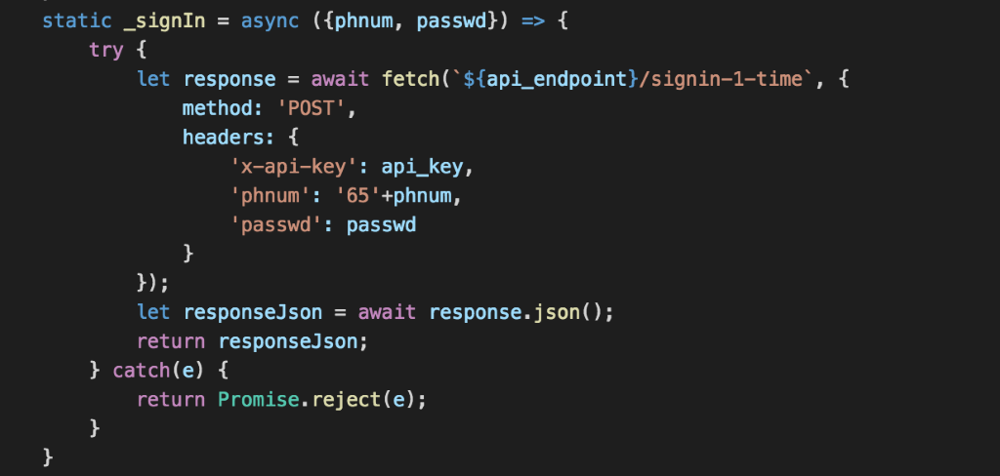 static _signIn = async ({phnum, passwd}) => {
try {
let response = await fetch(`${api_endpoint}/signin-1-time`, {
method: 'POST',
headers: {
'x-api-key': api_key,
'phnum': '65'+phnum,
'passwd': passwd
}
});
let responseJson = await response.json();
return responseJson;
} catch(e) {
return Promise.reject(e);
}
}